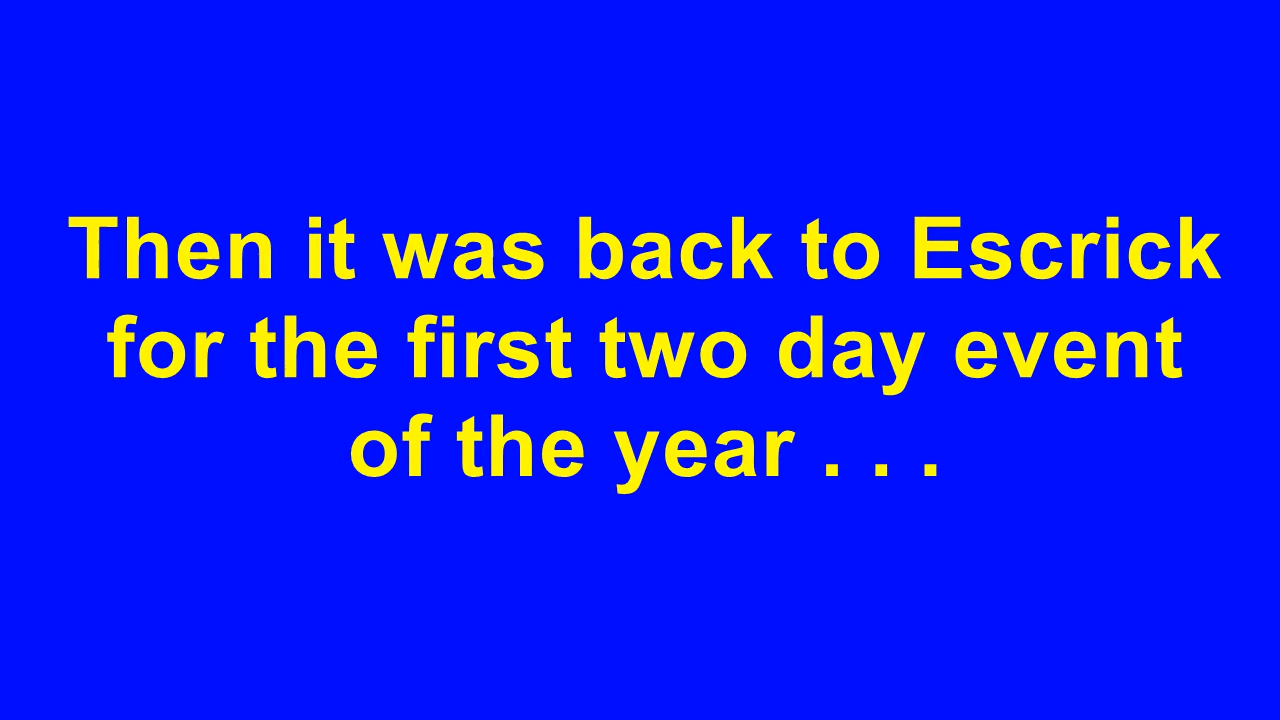 Then it was back to Escrick
for the first two day event
of the year . . .